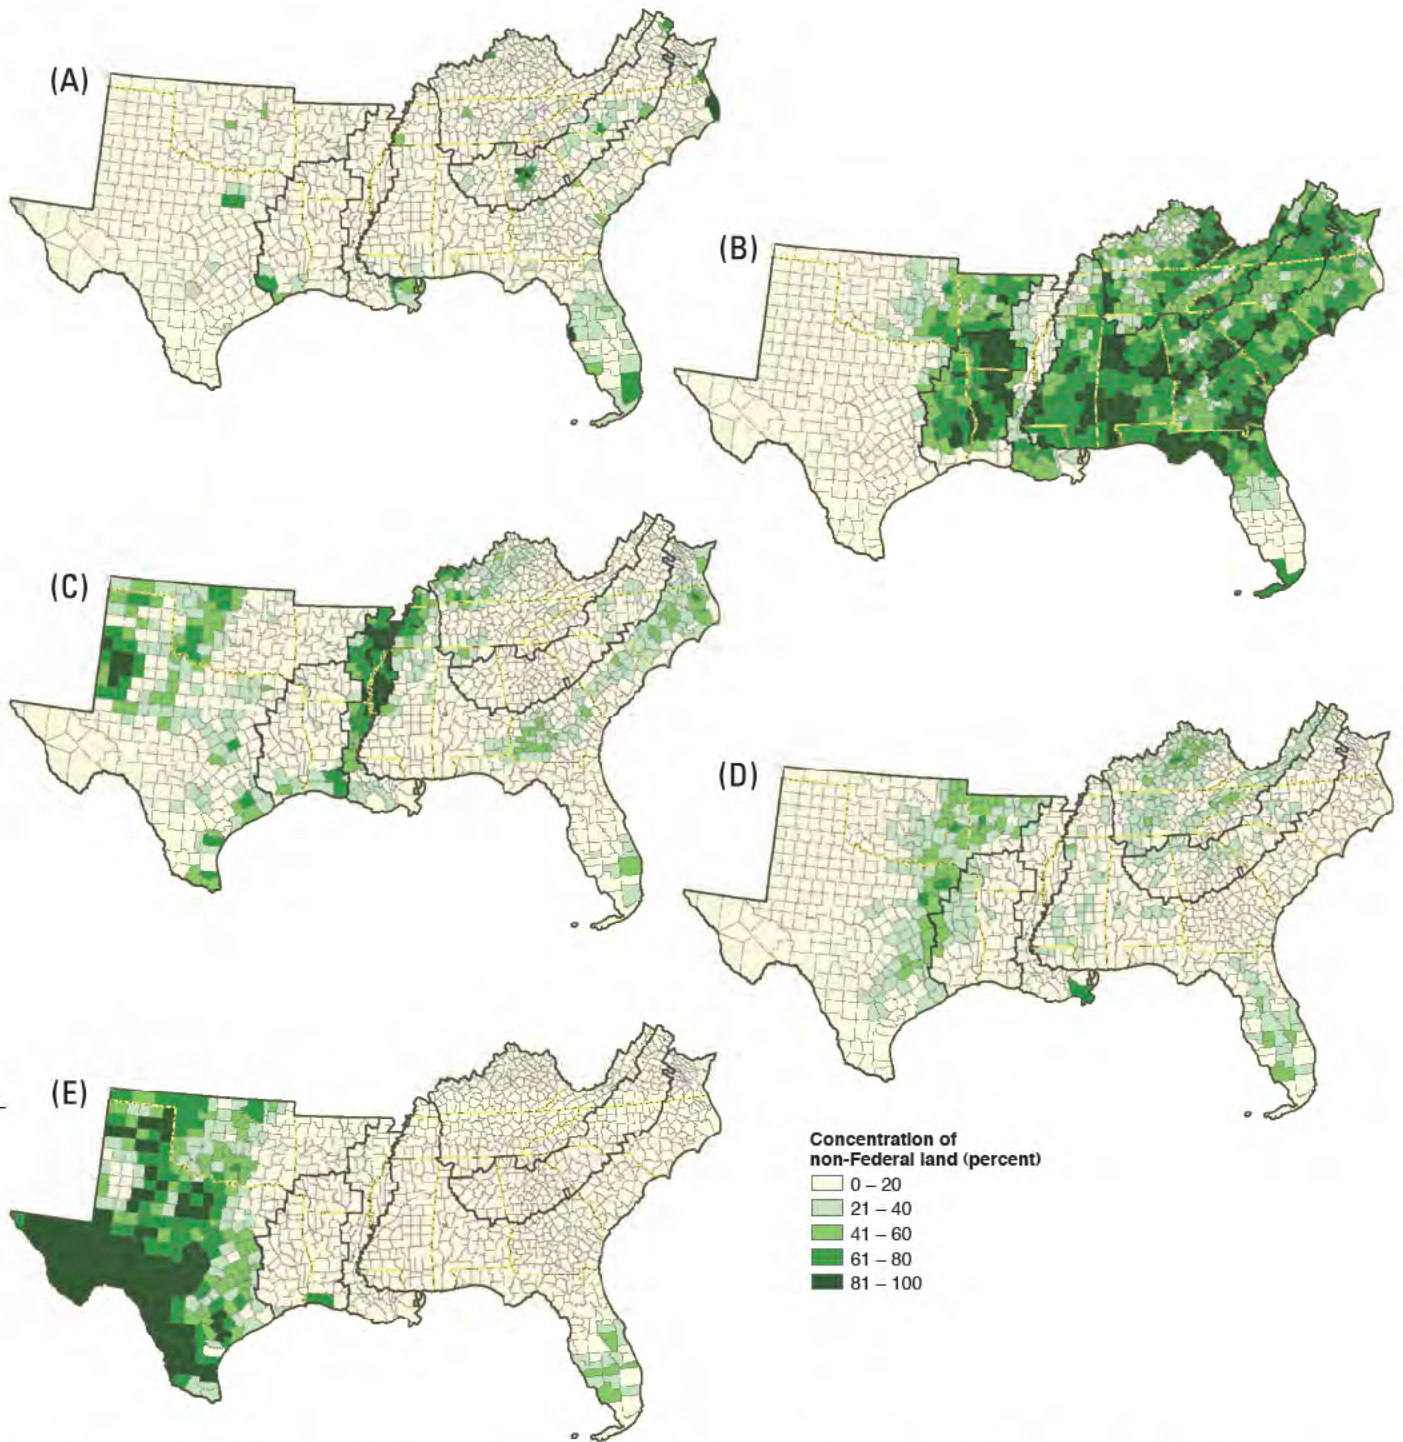 (A)
(B)
(C)
(D)
(E)
Concentration of
non-Federal land (percent)
0 – 20
21 – 40
41 – 60
61 – 80
81 – 100